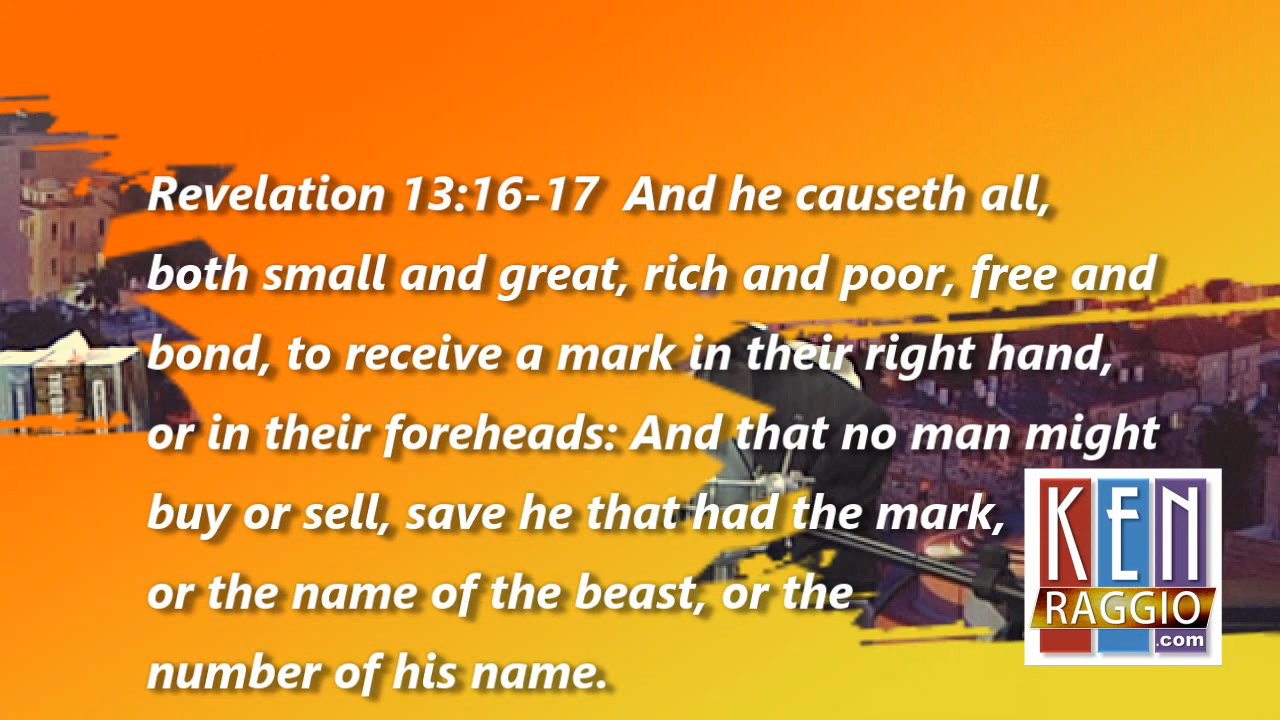 Revelation 13:16-17 And he causeth all,
both small and great, rich and poor, free and
bond, to receive a mark in their right hand,
or in their foreheads: And that no man might
buy or sell, save he that had the mark,
or the name of the beast, or the
number of his name.
KEN
RAGGIO
.com